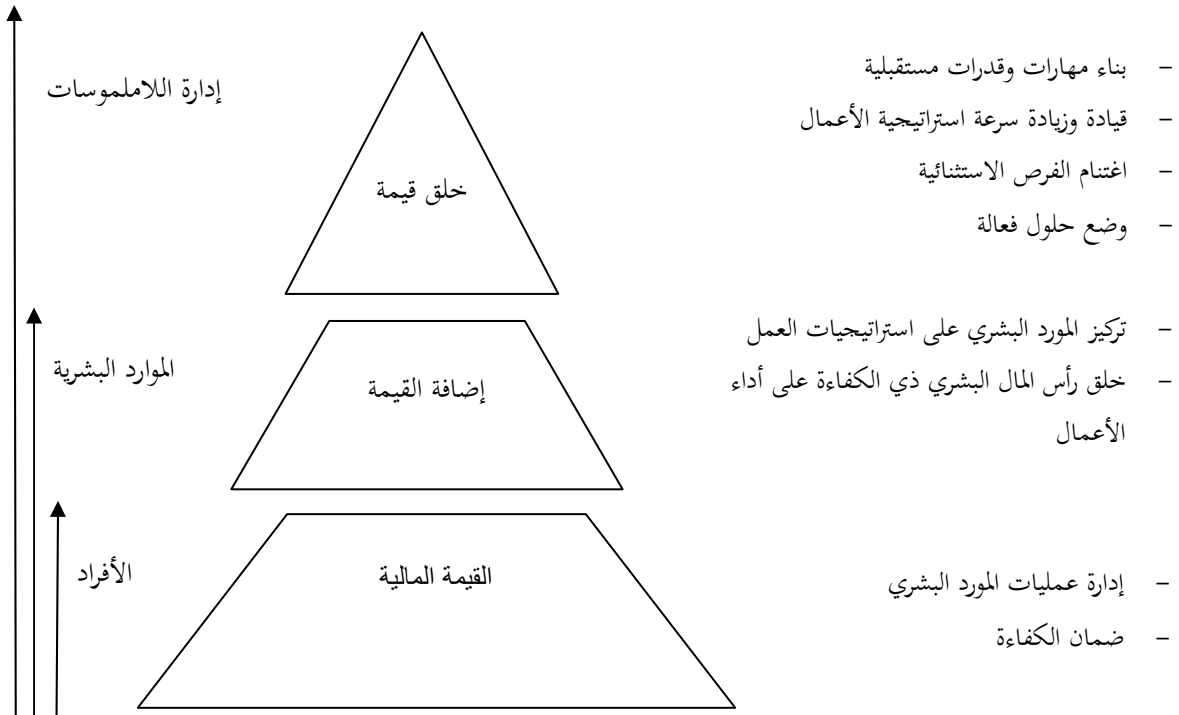 إدارة اللاملموسات
خلق قيمة
– بناء مهارات وقدرات مستقبلية
– قيادة وزيادة سرعة استراتيجية الأعمال
– اغتنام الفرص الاستثنائية
– وضع حلول فعالة
الموارد البشرية
إضافة القيمة
– تركيز المورد البشري على استراتيجيات العمل
– خلق رأس المال البشري ذي الكفاءة على أداء
الأعمال
الأفراد
القيمة المالية
– إدارة عمليات المورد البشري
– ضمان الكفاءة